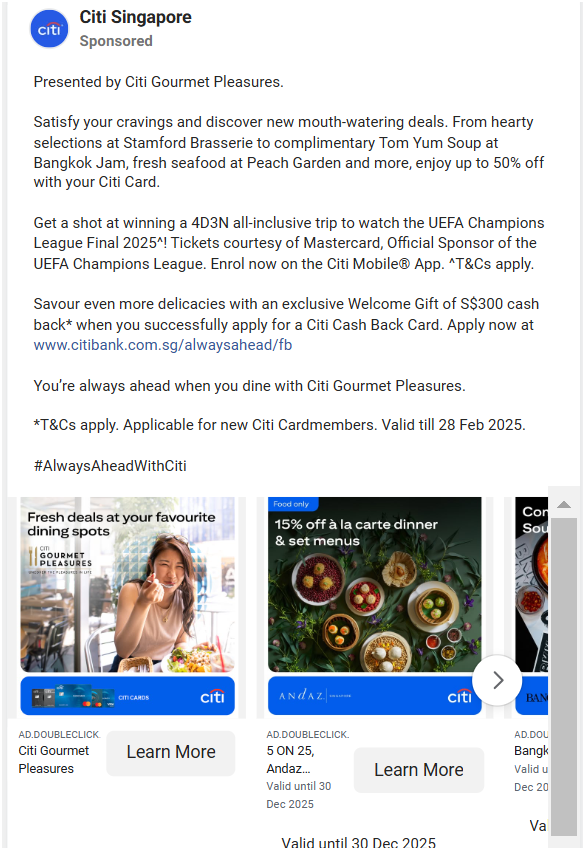 Citi Singapore
Sponsored
Presented by Citi Gourmet Pleasures.
Satisfy your cravings and discover new mouth-watering deals. From hearty
selections at Stamford Brasserie to complimentary Tom Yum Soup at
Bangkok Jam, fresh seafood at Peach Garden and more, enjoy up to 50% off
with your Citi Card.
Get a shot at winning a 4D3N all-inclusive trip to watch the UEFA Champions
League Final 2025^! Tickets courtesy of Mastercard, Official Sponsor of the
UEFA Champions League. Enrol now on the Citi Mobile® App. ^T&Cs apply.
Savour even more delicacies with an exclusive Welcome Gift of S$300 cash
back* when you successfully apply for a Citi Cash Back Card. Apply now at
www.citibank.com.sg/alwaysahead/fb
You’re always ahead when you dine with Citi Gourmet Pleasures.
*T&Cs apply. Applicable for new Citi Cardmembers. Valid till 28 Feb 2025.
#AlwaysAheadWithCiti
Fresh deals at your favourite
dining spots
citi
GOURMET
PLEASURES
CITI CARDS
citi
AD.DOUBLECLICK.
Citi Gourmet
Pleasures
Learn More
Food only
15% off à la carte dinner
& set menus
ANdAZ
SINGAPORE
citi
AD.DOUBLECLICK.
5 ON 25,
Andaz...
Valid until 30
Dec 2025
Learn More
Valid until 30 Dec 2025
Com
Sou
BAN
AD.DOU
Bangk
Valid u
Dec 20
Va